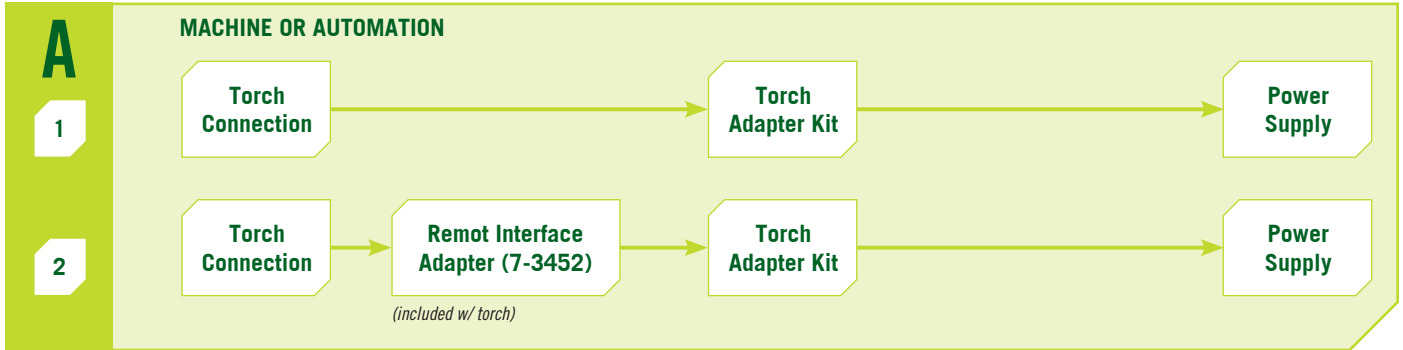 A
MACHINE OR AUTOMATION
1
Torch
Connection
Torch
Adapter Kit
Power
Supply
2
Torch
Connection
Remot Interface
Adapter (7-3452)
(included w/ torch)
Torch
Adapter Kit
Power
Supply